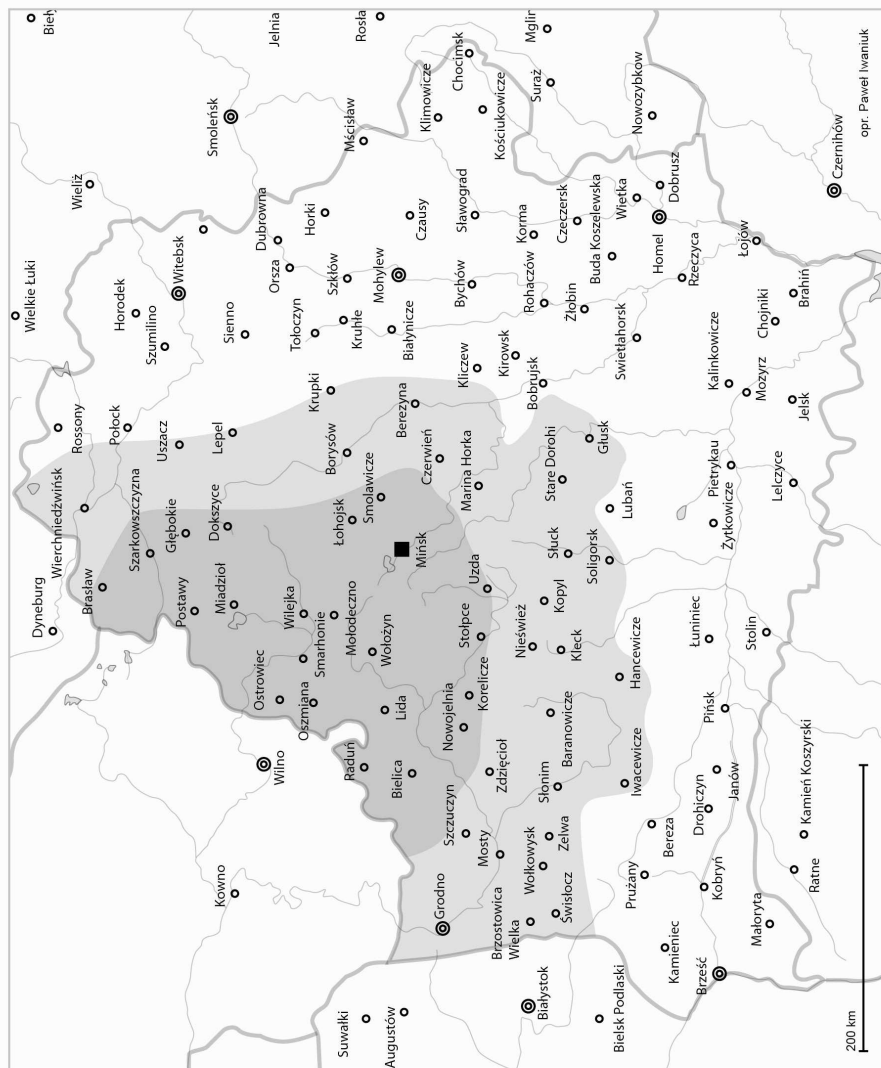 Wielkie Łuki
Dyneburg
Wierchniedźwińsk
Rossony
Wieliż
Brasław
Połock
Horodek
Szarkowszczyzna
Uszacz
Szumilino
Głębokie
Witebsk
Postawy
Kowno
Miadzioł
Dokszyce
Lepel
Sienno
Smoleńsk
Wilno
Ostrowiec
Dubrowna
Jelnia
Oszmiana
Wilejka
Orsza
Tołoczyn
Horki
Smarhonie
Suwałki
Raduń
Mołodeczno
Łohojsk
Borysów
Krupki
Kruhłe
Szkłów
Mścisław
Rosła
Augustów
Lida
Wołożyn
Smolawicze
Białynicze
Mohylew
Bielica
Mińsk
Berezyna
Czausy
Grodno
Szczuczyn
Nowojelnia
Czerwień
Klimowicze
Chocimsk
Mosty
Korelicze
Stołpce
Uzda
Marina Horka
Kliczew
Bychów
Sławograd
Kościukowicze
Brzostowica
Wielka
Zdzięcioł
Kirowsk
Białystok
Wołkowysk
Słonim
Nieśwież
Bobrujsk
Rohaczów
Korma
Suraż
Mglin
Świsłocz
Zelwa
Baranowicze
Kleck
Kopyl
Słuck
Stare Dorohi
Złobin
Czeczersk
Bielsk Podlaski
Iwacewicze
Hancewicze
Soligorsk
Lubań
Głusk
Buda Koszelewska
Prużany
Bereza
Swietłahorsk
Wietka
Nowozybkow
Kamieniec
Homel
Dobrusz
Brześć
Kobryń
Drohiczyn
Janów
Pińsk
Łuniniec
Żytkowicze
Pietrykau
Kalinkowicze
Rzeczyca
Małoryta
Stolin
Mozyrz
Łojów
Ratne
Kamień Koszyrski
Lelczyce
Jelsk
Chojniki
Brahiń
Czernihów
200 km
opr. Paweł Iwaniuk